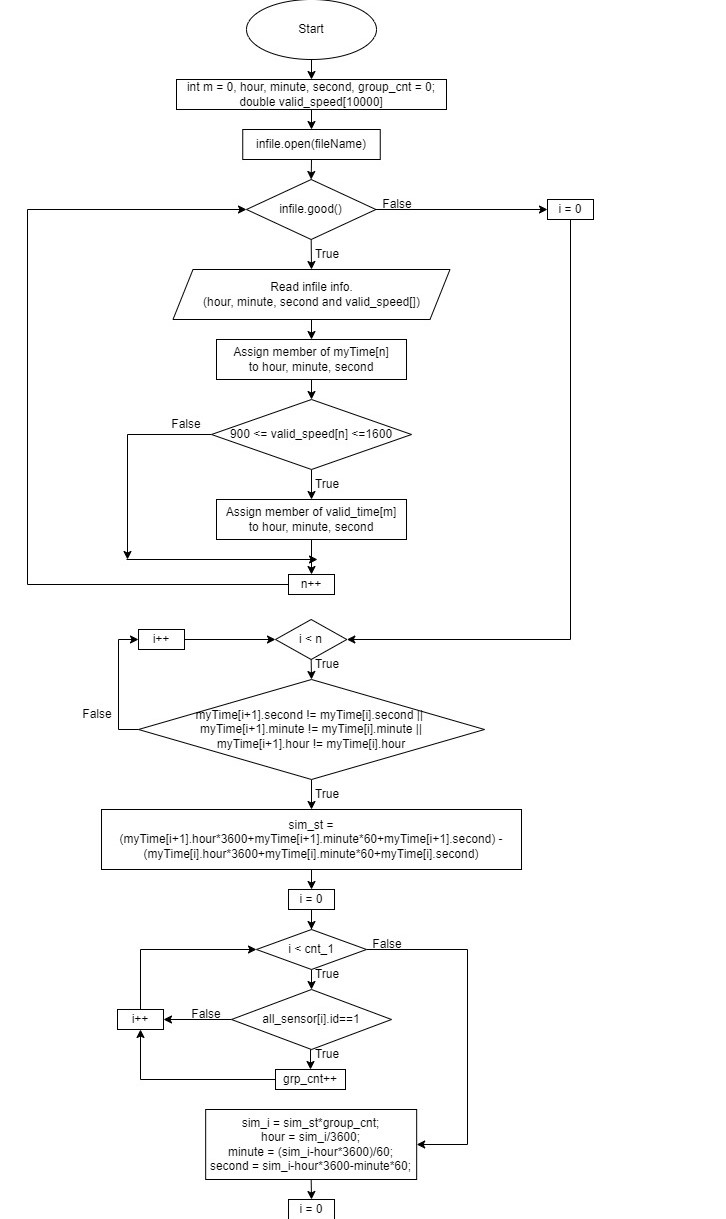 Start
int m = 0, hour, minute, second, group_cnt = 0;
double valid_speed[10000]
infile.open(fileName)
infile.good()
False
i = 0
True
Read infile info.
(hour, minute, second and valid_speed[])
Assign member of myTime[n]
to hour, minute, second
False
900 <= valid_speed[n] <=1600
True
Assign member of valid_time[m]
to hour, minute, second
n++
i++
i < n
True
False
myTime[i+1].second != myTime[i].second ||
myTime[i+1].minute != myTime[i].minute ||
myTime[i+1].hour != myTime[i].hour
True
sim_st =
(myTime[i+1].hour*3600+myTime[i+1].minute*60+myTime[i+1].second) -
(myTime[i].hour*3600+myTime[i].minute*60+myTime[i].second)
i = 0
i < cnt_1
False
True
i++
False
all_sensor[i].id==1
True
grp_cnt++
sim_i = sim_st*group_cnt;
hour = sim_i/3600;
minute = (sim_i-hour*3600)/60;
second = sim_i-hour*3600-minute*60;
i = 0